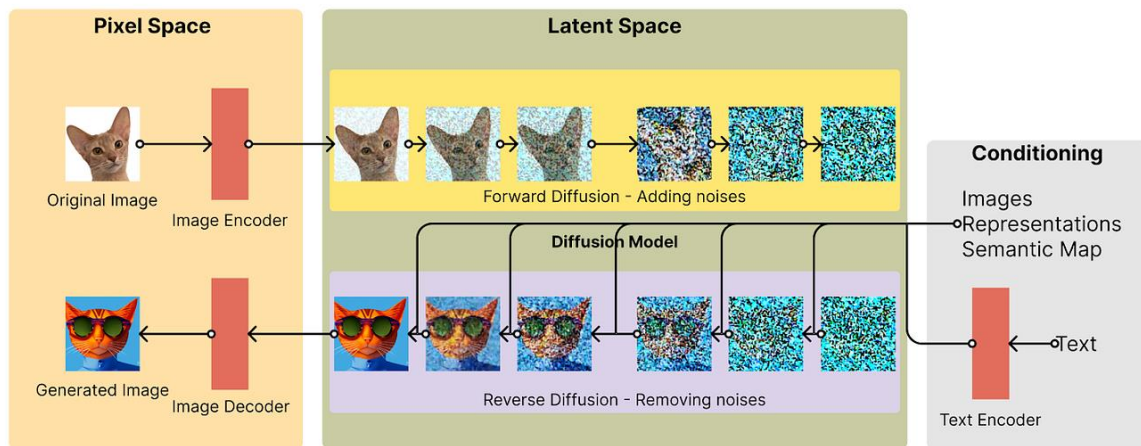 Pixel Space
Latent Space
Original Image
Image Encoder
Forward Diffusion - Adding noises
Conditioning
Images
Representations
Semantic Map
Diffusion Model
Generated Image
Image Decoder
Reverse Diffusion - Removing noises
Text
Text Encoder